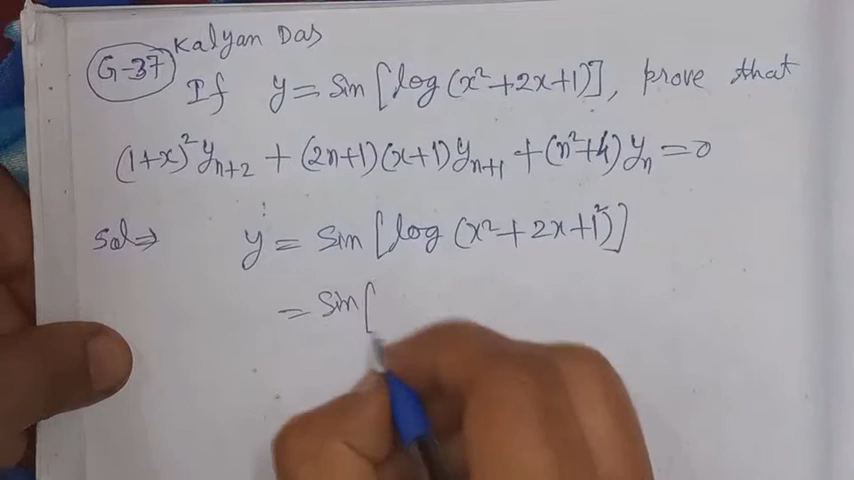 G-37 Kalyan Das
If y = sin [log (x² + 2x + 1)], prove that
(1+x)² yₙ₊₂ + (2n+1)(x+1) yₙ₊₁ + (n²+4) yₙ = 0
Sol⇒ y = sin [log (x² + 2x + 1²)]
= sin [